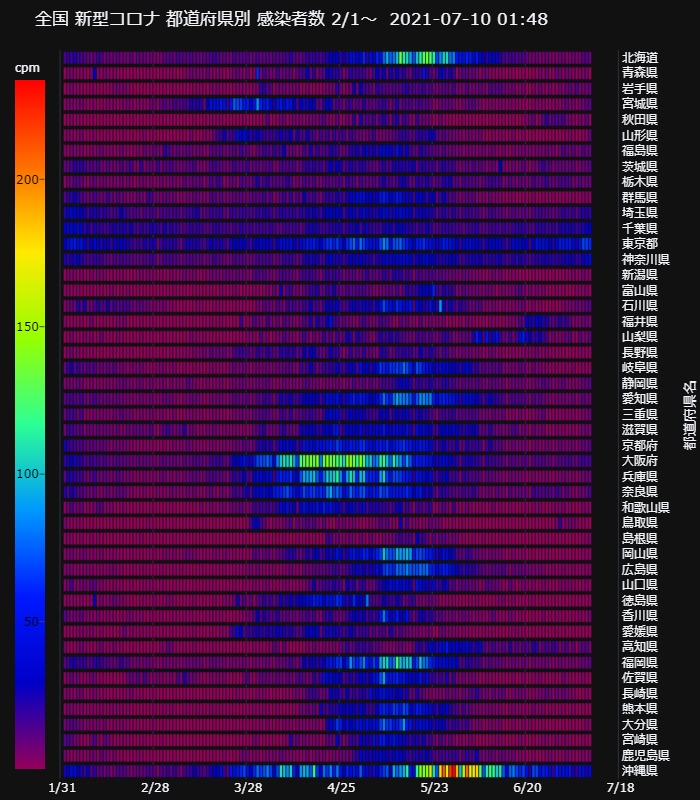 全国 新型コロナ 都道府県別 感染者数 2/1〜 2021-07-10 01:48
cpm
200
150
100
50
北海道
青森県
岩手県
宮城県
秋田県
山形県
福島県
茨城県
栃木県
群馬県
埼玉県
千葉県
東京都
神奈川県
新潟県
富山県
石川県
福井県
山梨県
長野県
岐阜県
静岡県
愛知県
三重県
滋賀県
京都府
大阪府
兵庫県
奈良県
和歌山県
鳥取県
島根県
岡山県
広島県
山口県
徳島県
香川県
愛媛県
高知県
福岡県
佐賀県
長崎県
熊本県
大分県
宮崎県
鹿児島県
沖縄県
都道府県名
1/31 2/28 3/28 4/25 5/23 6/20 7/18